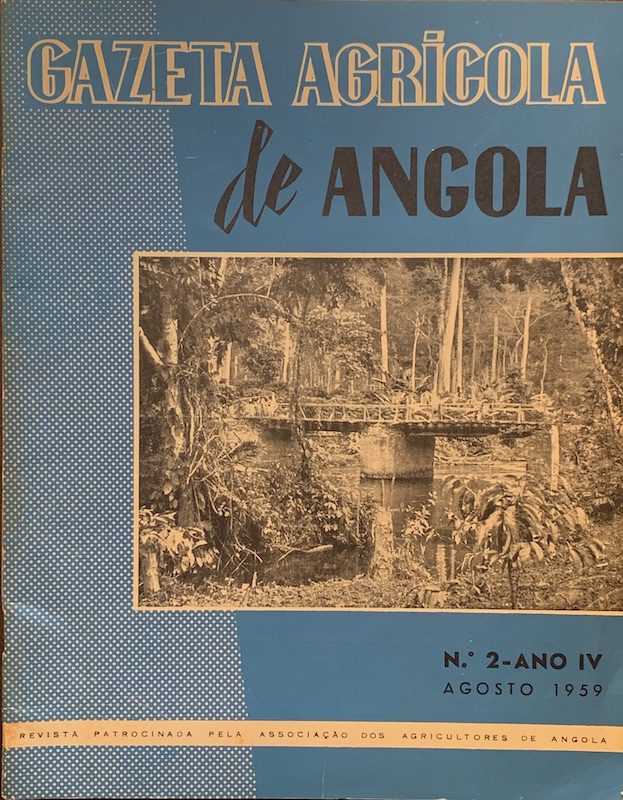 GAZETA AGRÍCOLA
de ANGOLA
N.º 2-ANO IV
AGOSTO 1959
REVISTA PATROCINADA PELA ASSOCIAÇÃO DOS AGRICULTORES DE ANGOLA